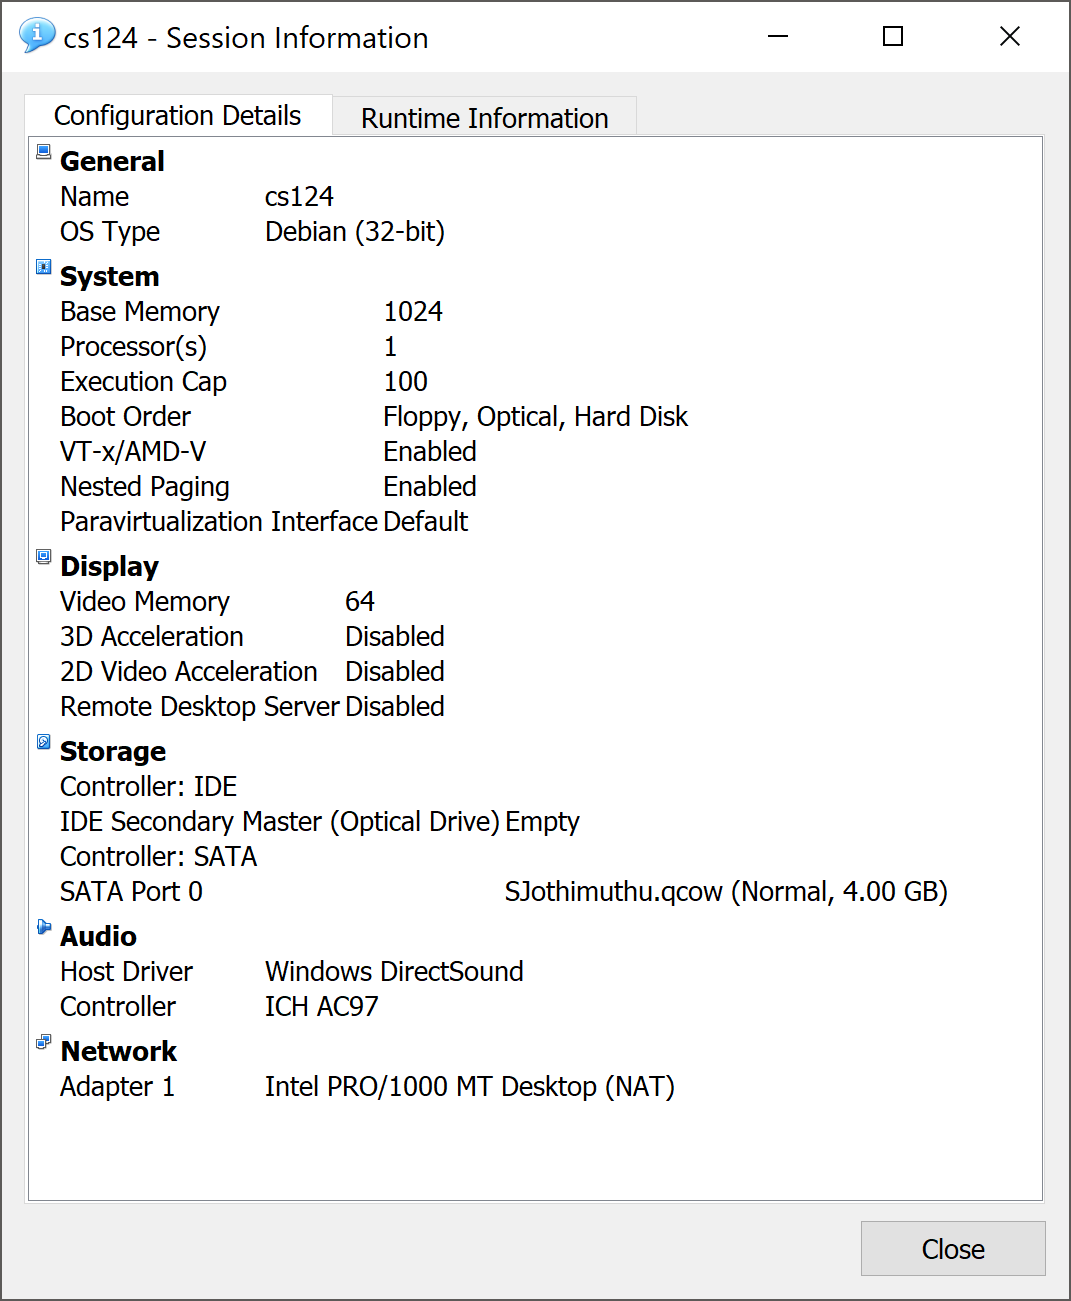 cs124 - Session Information
Configuration Details Runtime Information
General
Name cs124
OS Type Debian (32-bit)
System
Base Memory 1024
Processor(s) 1
Execution Cap 100
Boot Order Floppy, Optical, Hard Disk
VT-x/AMD-V Enabled
Nested Paging Enabled
Paravirtualization Interface Default
Display
Video Memory 64
3D Acceleration Disabled
2D Video Acceleration Disabled
Remote Desktop Server Disabled
Storage
Controller: IDE
IDE Secondary Master (Optical Drive) Empty
Controller: SATA
SATA Port 0 SJothimuthu.qcow (Normal, 4.00 GB)
Audio
Host Driver Windows DirectSound
Controller ICH AC97
Network
Adapter 1 Intel PRO/1000 MT Desktop (NAT)
Close